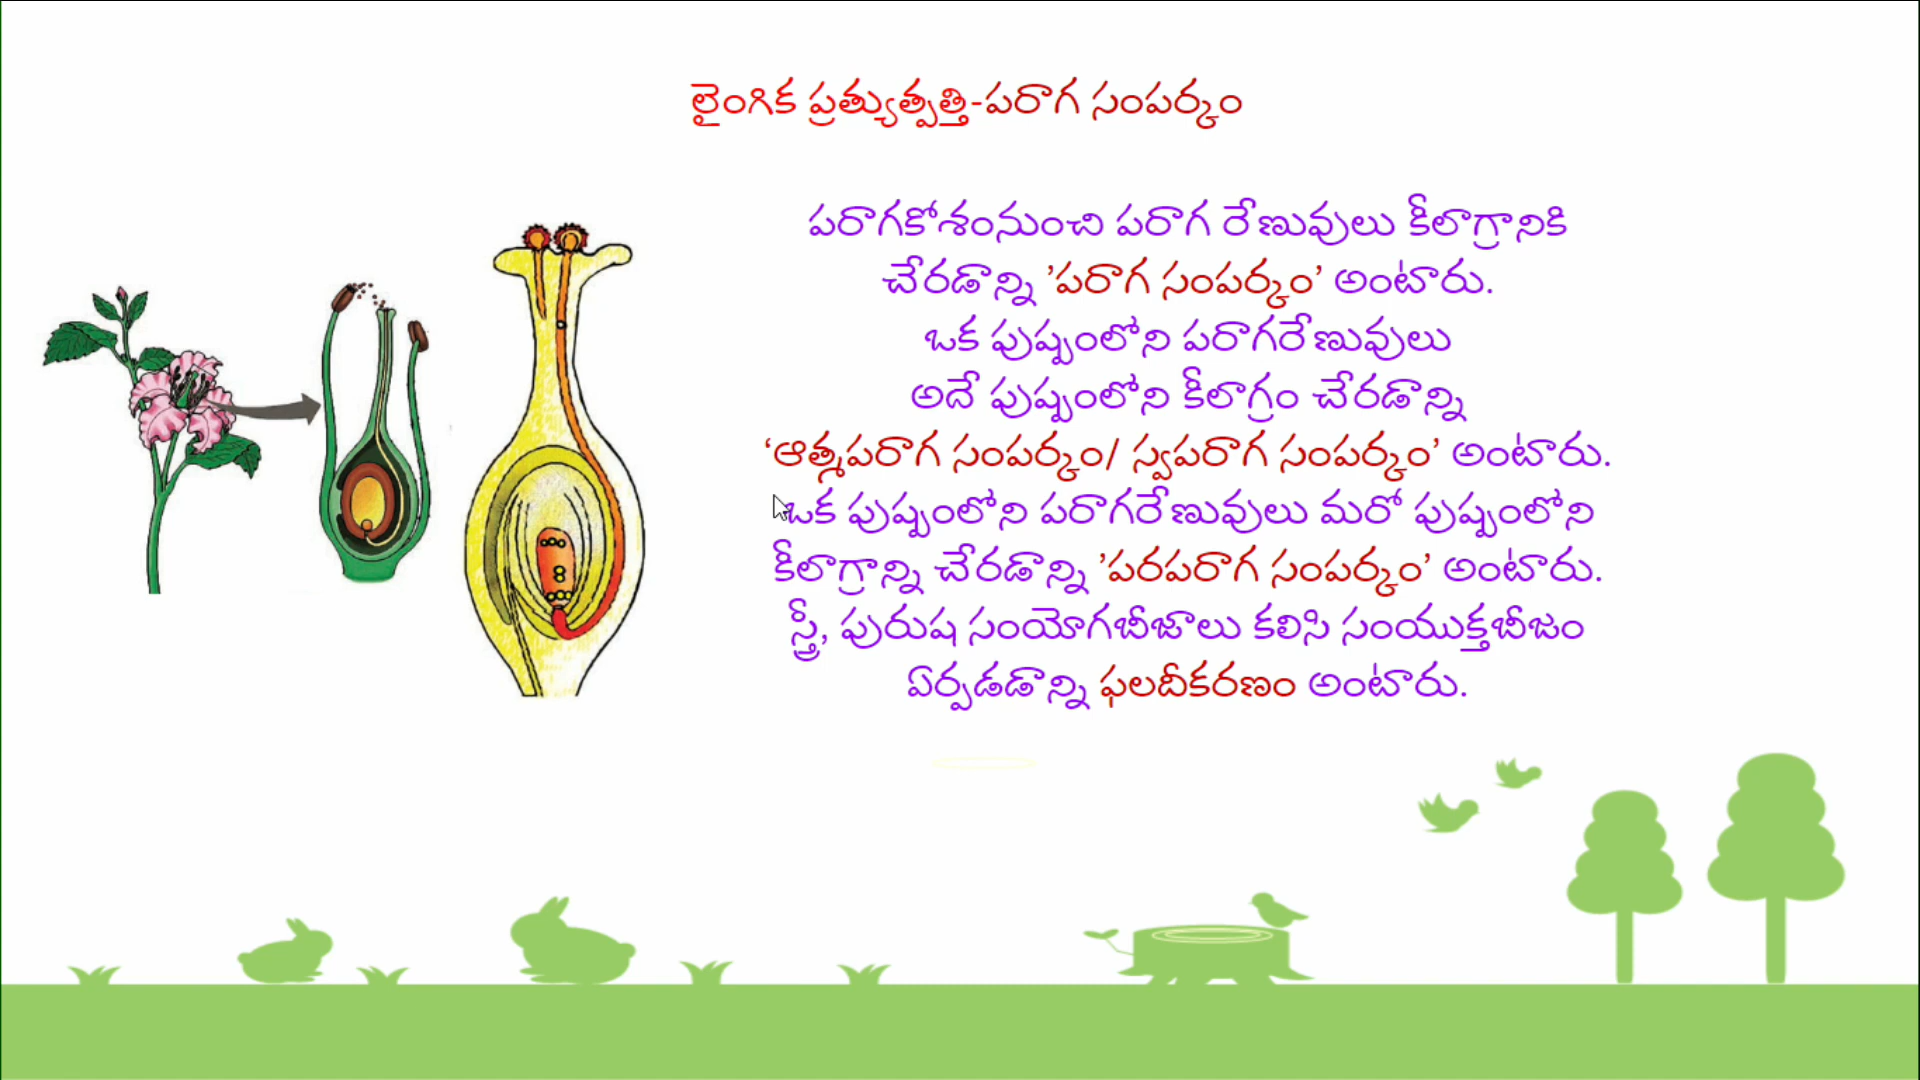 లైంగిక ప్రత్యుత్పత్తి-పరాగ సంపర్కం
పరాగకోశంనుంచి పరాగ రేణువులు కీలాగ్రానికి
చేరడాన్ని ’పరాగ సంపర్కం’ అంటారు.
ఒక పుష్పంలోని పరాగరేణువులు
అదే పుష్పంలోని కీలాగ్రం చేరడాన్ని
‘ఆత్మపరాగ సంపర్కం/ స్వపరాగ సంపర్కం’ అంటారు.
ఒక పుష్పంలోని పరాగరేణువులు మరో పుష్పంలోని
కీలాగ్రాన్ని చేరడాన్ని ’పరపరాగ సంపర్కం’ అంటారు.
స్త్రీ, పురుష సంయోగబీజాలు కలిసి సంయుక్తబీజం
ఏర్పడడాన్ని ఫలదీకరణం అంటారు.